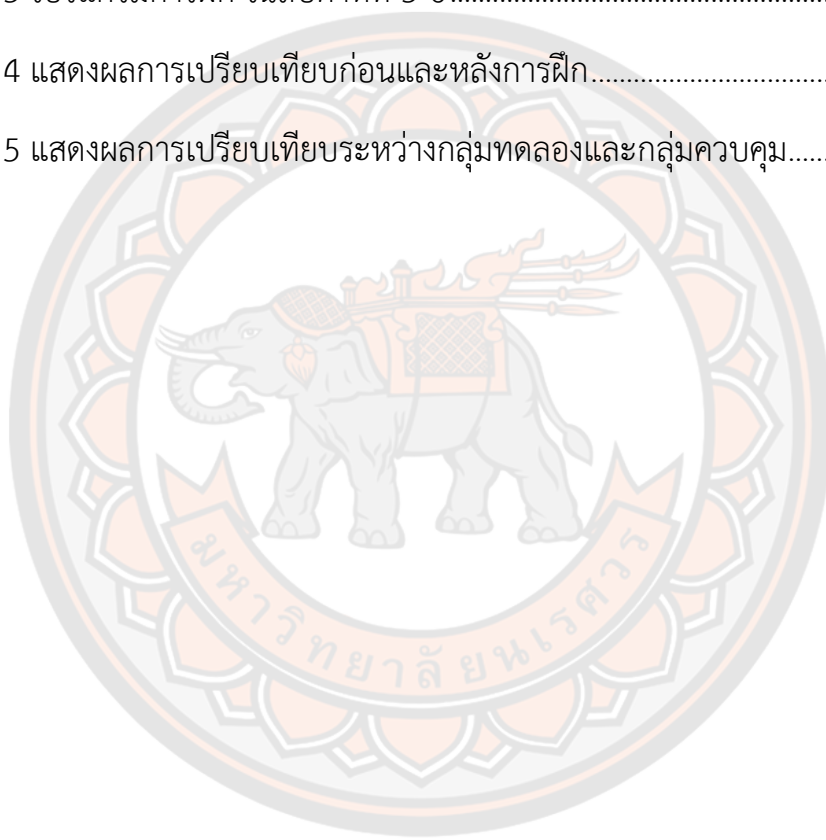 4 แสดงผลการเปรียบเทียบก่อนและหลังการฝึก
5 แสดงผลการเปรียบเทียบระหว่างกลุ่มทดลองและกลุ่มควบคุม
มหาวิทยาลัยนเรศวร